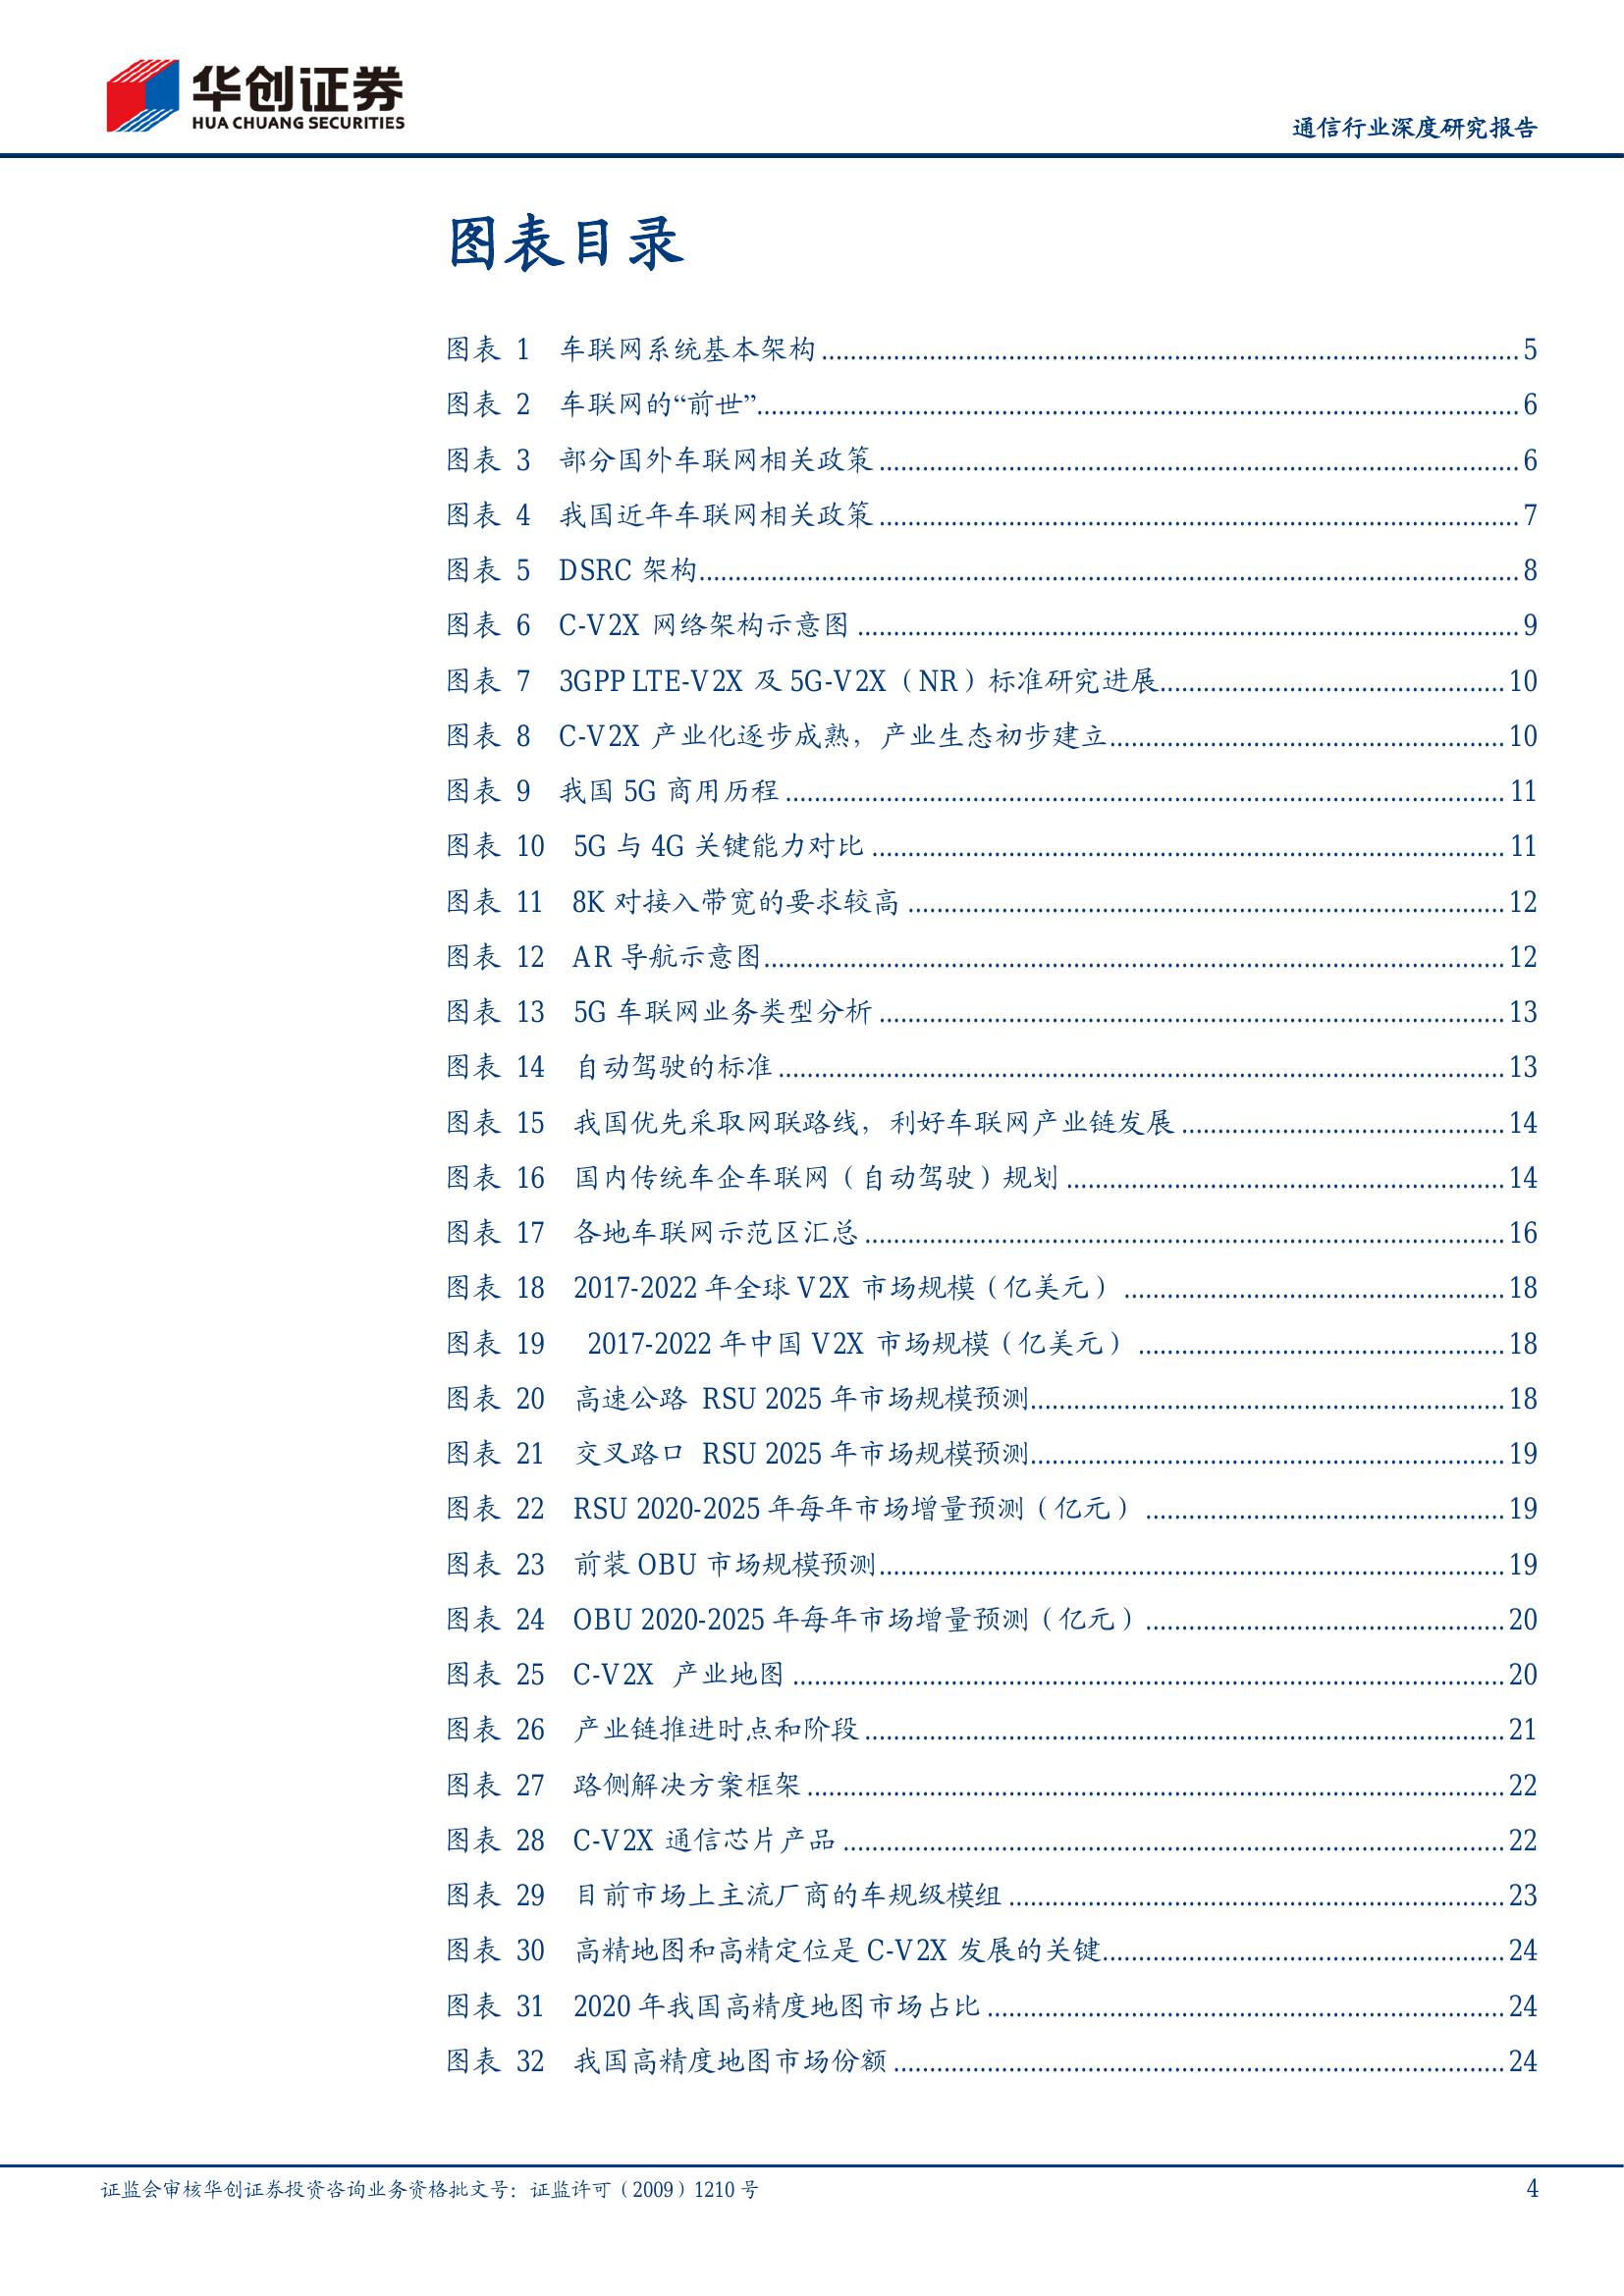 华创证券
HUA CHUANG SECURITIES
通信行业深度研究报告
图表目录
图表 1 车联网系统基本架构 5
图表 2 车联网的“前世” 6
图表 3 部分国外车联网相关政策 6
图表 4 我国近年车联网相关政策 7
图表 5 DSRC 架构 8
图表 6 C-V2X 网络架构示意图 9
图表 7 3GPP LTE-V2X 及 5G-V2X（NR）标准研究进展 10
图表 8 C-V2X 产业化逐步成熟，产业生态初步建立 10
图表 9 我国 5G 商用历程 11
图表 10 5G 与 4G 关键能力对比 11
图表 11 8K 对接入带宽的要求较高 12
图表 12 AR 导航示意图 12
图表 13 5G 车联网业务类型分析 13
图表 14 自动驾驶的标准 13
图表 15 我国优先采取网联路线，利好车联网产业链发展 14
图表 16 国内传统车企车联网（自动驾驶）规划 14
图表 17 各地车联网示范区汇总 16
图表 18 2017-2022 年全球 V2X 市场规模（亿美元） 18
图表 19 2017-2022 年中国 V2X 市场规模（亿美元） 18
图表 20 高速公路 RSU 2025 年市场规模预测 18
图表 21 交叉路口 RSU 2025 年市场规模预测 19
图表 22 RSU 2020-2025 年每年市场增量预测（亿元） 19
图表 23 前装 OBU 市场规模预测 19
图表 24 OBU 2020-2025 年每年市场增量预测（亿元） 20
图表 25 C-V2X 产业地图 20
图表 26 产业链推进时点和阶段 21
图表 27 路侧解决方案框架 22
图表 28 C-V2X 通信芯片产品 22
图表 29 目前市场上主流厂商的车规级模组 23
图表 30 高精地图和高精定位是 C-V2X 发展的关键 24
图表 31 2020 年我国高精度地图市场占比 24
图表 32 我国高精度地图市场份额 24
证监会审核华创证券投资咨询业务资格批文号：证监许可（2009）1210 号 4